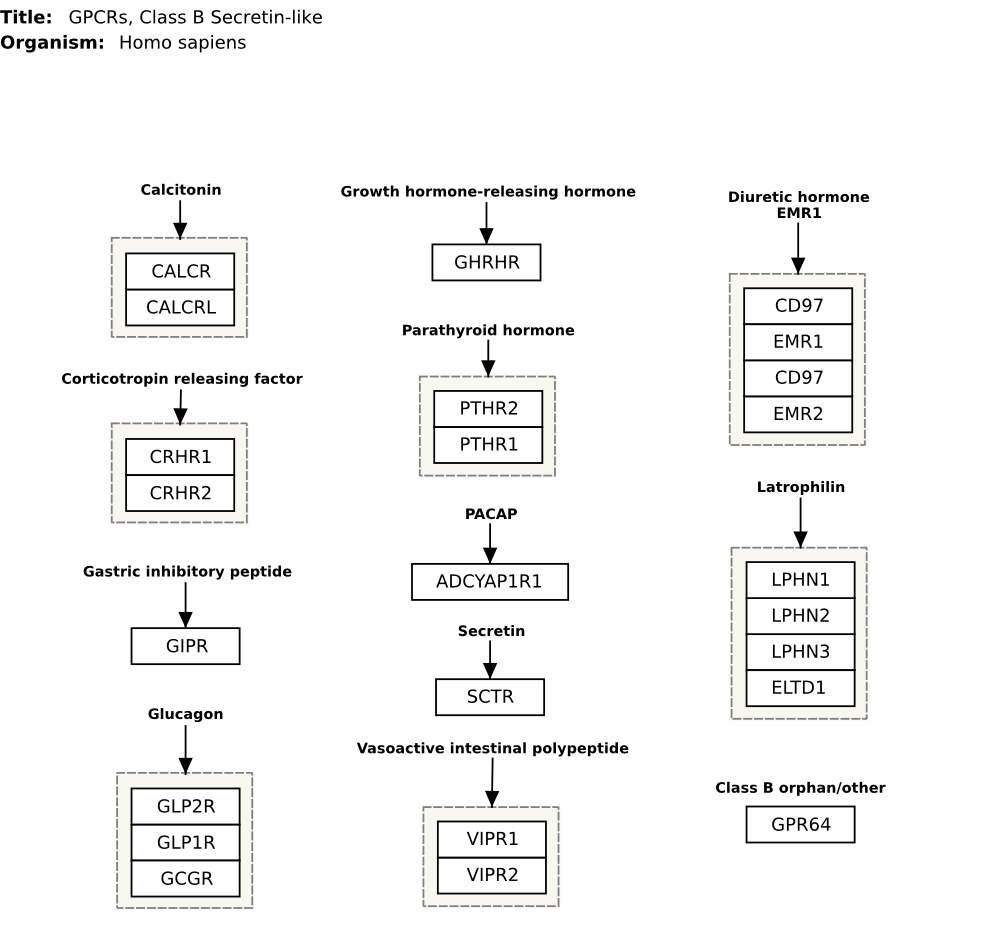 Title: GPCRs, Class B Secretin-like
Organism: Homo sapiens
Calcitonin
CALCR
CALCRL
Corticotropin releasing factor
CRHR1
CRHR2
Gastric inhibitory peptide
GIPR
Glucagon
GLP2R
GLP1R
GCGR
Growth hormone-releasing hormone
GHRHR
Parathyroid hormone
PTHR2
PTHR1
PACAP
ADCYAP1R1
Secretin
SCTR
Vasoactive intestinal polypeptide
VIPR1
VIPR2
Diuretic hormone
EMR1
CD97
EMR1
CD97
EMR2
Latrophilin
LPHN1
LPHN2
LPHN3
ELTD1
Class B orphan/other
GPR64